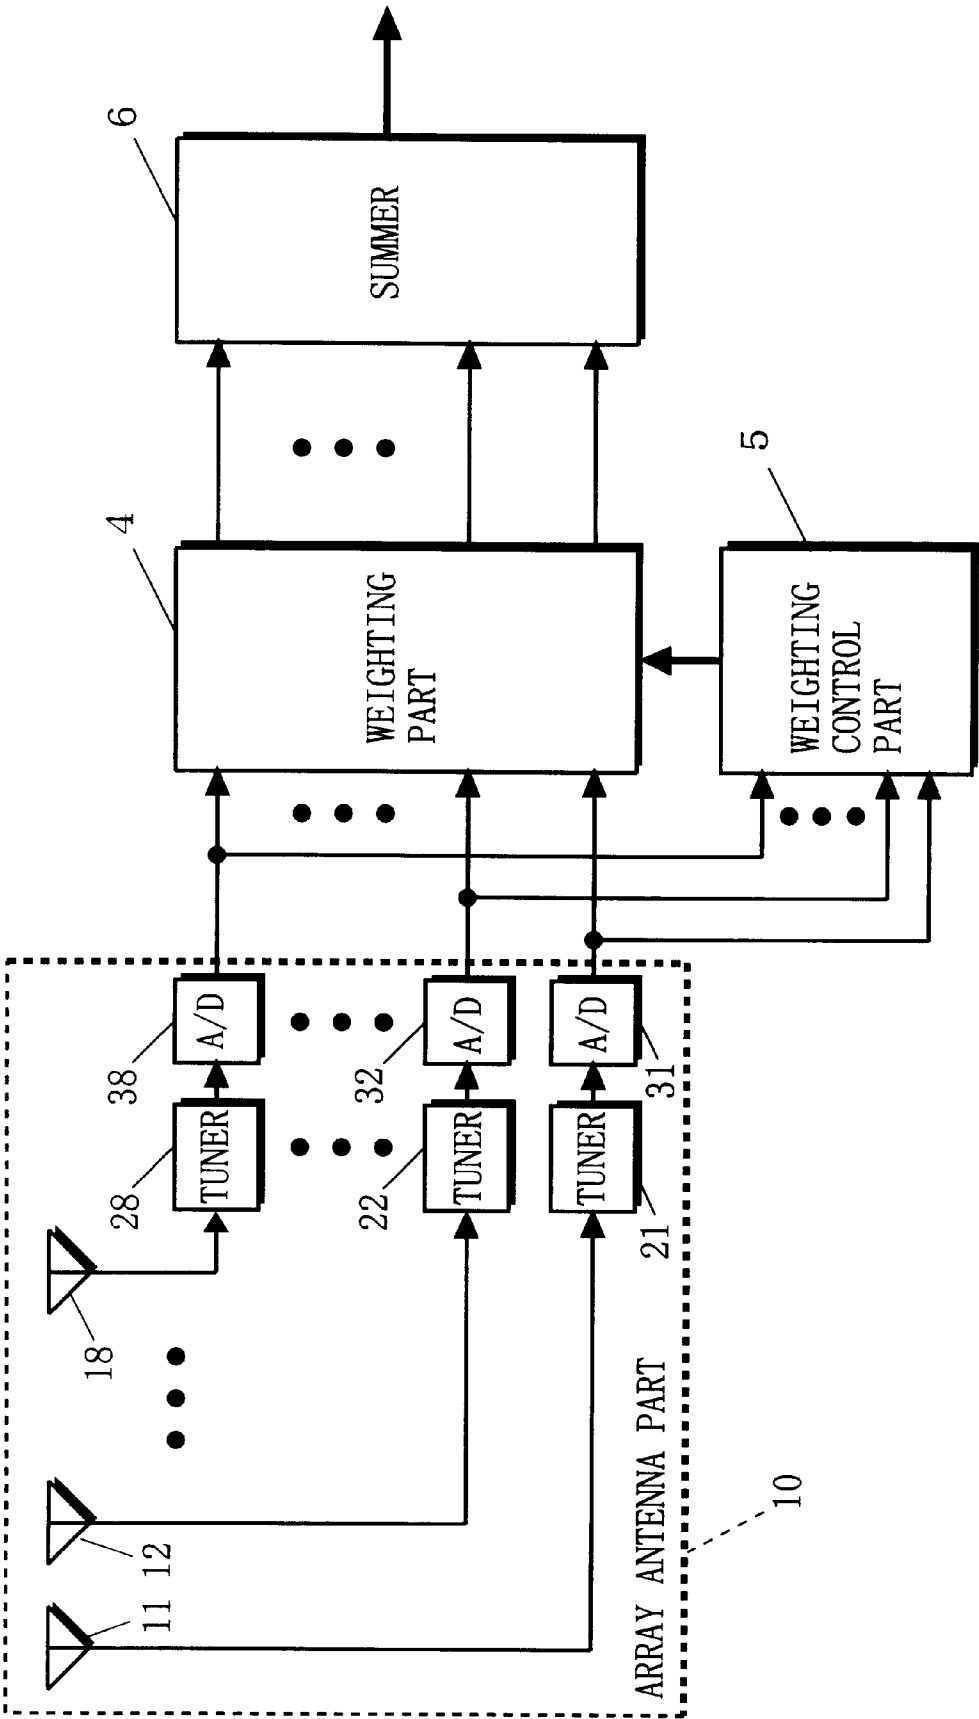 18
12
11
28
TUNER
38
A/D
22
TUNER
32
A/D
21
TUNER
31
A/D
ARRAY ANTENNA PART
10
4
WEIGHTING
PART
5
WEIGHTING
CONTROL
PART
6
SUMMER